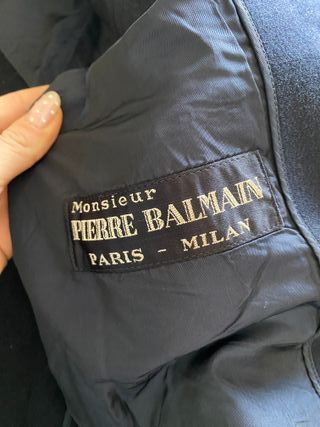 Monsieur
PIERRE BALMAIN
PARIS - MILAN